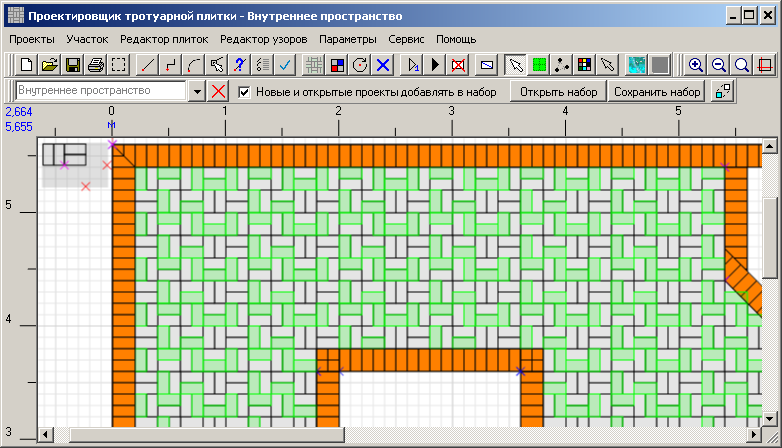 Проектировщик тротуарной плитки - Внутреннее пространство
Проекты Участок Редактор плиток Редактор узоров Параметры Сервис Помощь
Внутреннее пространство Новые и открытые проекты добавлять в набор Открыть набор Сохранить набор
2,664 0 1 2 3 4 5
5,655 м
5
4
3